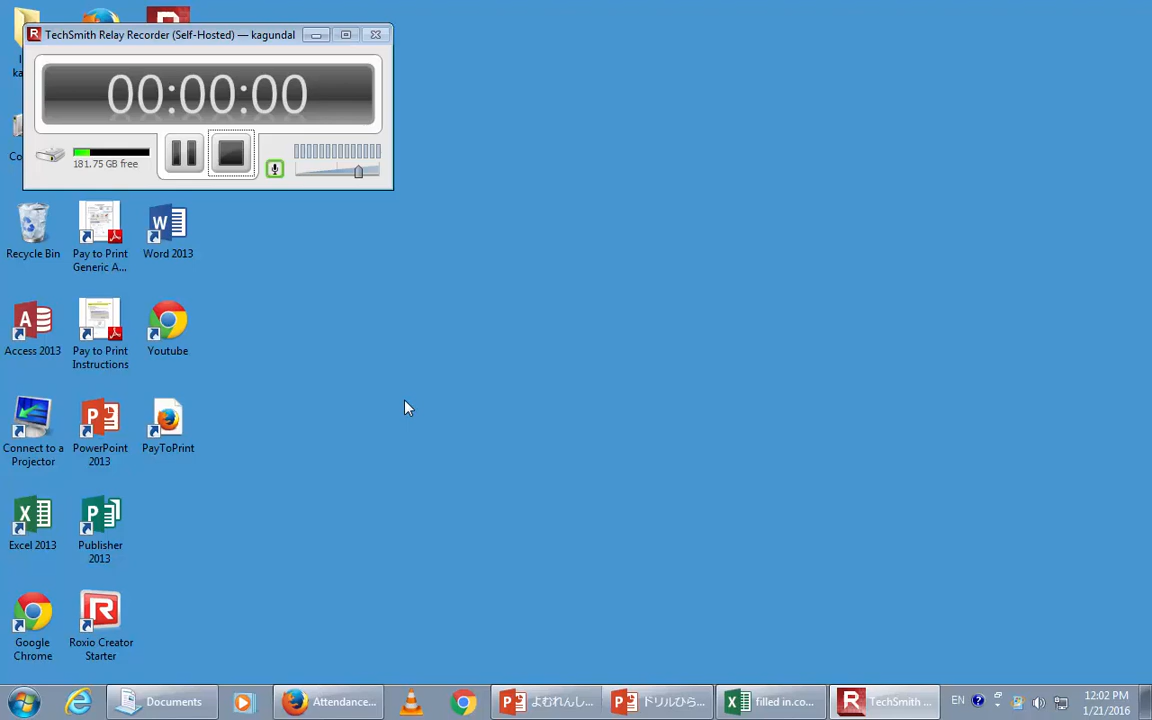 TechSmith Relay Recorder (Self-Hosted) — kagundal
00:00:00
181.75 GB free
Recycle Bin
Pay to Print
Generic A...
Word 2013
Access 2013
Pay to Print
Instructions
Youtube
Connect to a
Projector
PowerPoint
2013
PayToPrint
Excel 2013
Publisher
2013
Google
Chrome
Roxio Creator
Starter
Documents
Attendance...
よむれんし...
ドリルひら...
filled in.co...
TechSmith ...
EN
12:02 PM
1/21/2016